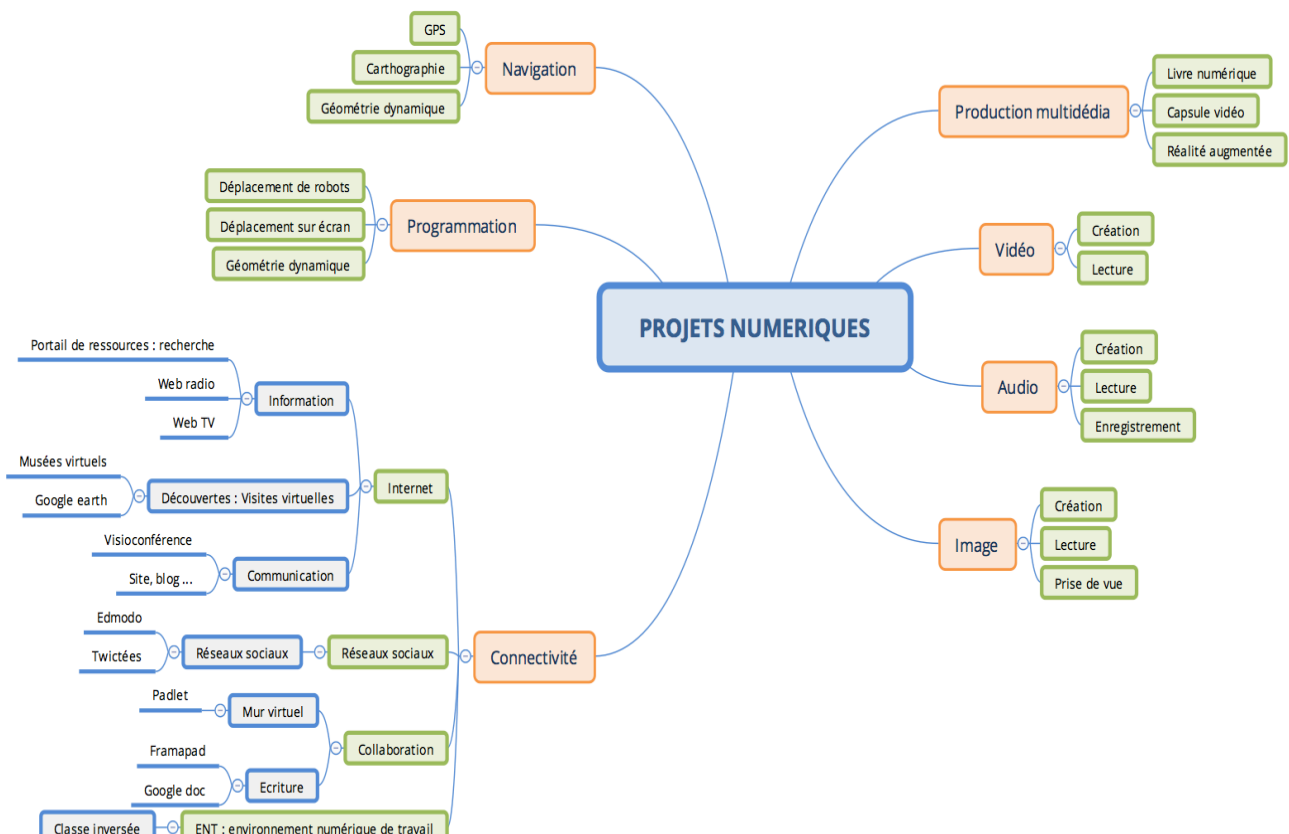 PROJETS NUMERIQUES
Navigation
GPS
Carthographie
Géométrie dynamique
Programmation
Déplacement de robots
Déplacement sur écran
Géométrie dynamique
Connectivité
Internet
Information
Portail de ressources : recherche
Web radio
Web TV
Découvertes : Visites virtuelles
Musées virtuels
Google earth
Communication
Visioconférence
Site, blog ...
Réseaux sociaux
Réseaux sociaux
Edmodo
Twictées
Collaboration
Mur virtuel
Padlet
Ecriture
Framapad
Google doc
ENT : environnement numérique de travail
Classe inversée
Production multidédia
Livre numérique
Capsule vidéo
Réalité augmentée
Vidéo
Création
Lecture
Audio
Création
Lecture
Enregistrement
Image
Création
Lecture
Prise de vue